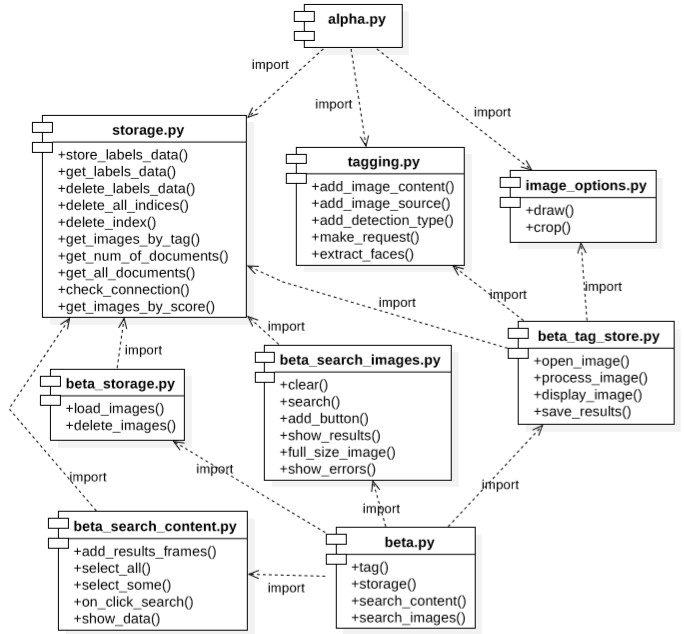 alpha.py
import
import
import
storage.py
+store_labels_data()
+get_labels_data()
+delete_labels_data()
+delete_all_indices()
+delete_index()
+get_images_by_tag()
+get_num_of_documents()
+get_all_documents()
+check_connection()
+get_images_by_score()
tagging.py
+add_image_content()
+add_image_source()
+add_detection_type()
+make_request()
+extract_faces()
image_options.py
+draw()
+crop()
import
import
import
import
import
beta_tag_store.py
+open_image()
+process_image()
+display_image()
+save_results()
beta_search_images.py
+clear()
+search()
+add_button()
+show_results()
+full_size_image()
+show_errors()
beta_storage.py
+load_images()
+delete_images()
import
import
import
import
beta_search_content.py
+add_results_frames()
+select_all()
+select_some()
+on_click_search()
+show_data()
import
beta.py
+tag()
+storage()
+search_content()
+search_images()